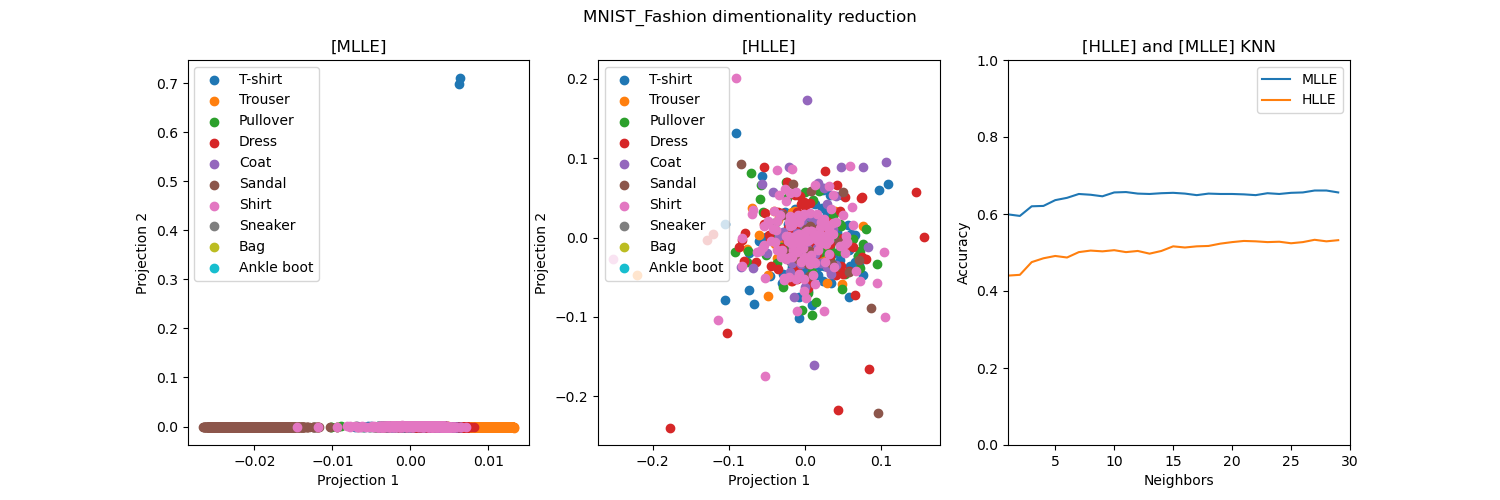 MNIST_Fashion dimentionality reduction
[MLLE]
T-shirt
Trouser
Pullover
Dress
Coat
Sandal
Shirt
Sneaker
Bag
Ankle boot
0.7
0.6
0.5
0.4
0.3
0.2
0.1
0.0
Projection 2
−0.02
−0.01
0.00
0.01
Projection 1
[HLLE]
T-shirt
Trouser
Pullover
Dress
Coat
Sandal
Shirt
Sneaker
Bag
Ankle boot
0.2
0.1
0.0
−0.1
−0.2
Projection 2
−0.2
−0.1
0.0
0.1
Projection 1
[HLLE] and [MLLE] KNN
MLLE
HLLE
1.0
0.8
0.6
0.4
0.2
0.0
Accuracy
5
10
15
20
25
30
Neighbors